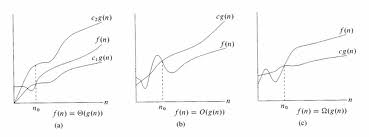 c₂g(n)
f(n)
c₁g(n)
n
n₀
f(n) = Θ(g(n))
(a)
cg(n)
f(n)
n
n₀
f(n) = O(g(n))
(b)
f(n)
cg(n)
n
n₀
f(n) = Ω(g(n))
(c)